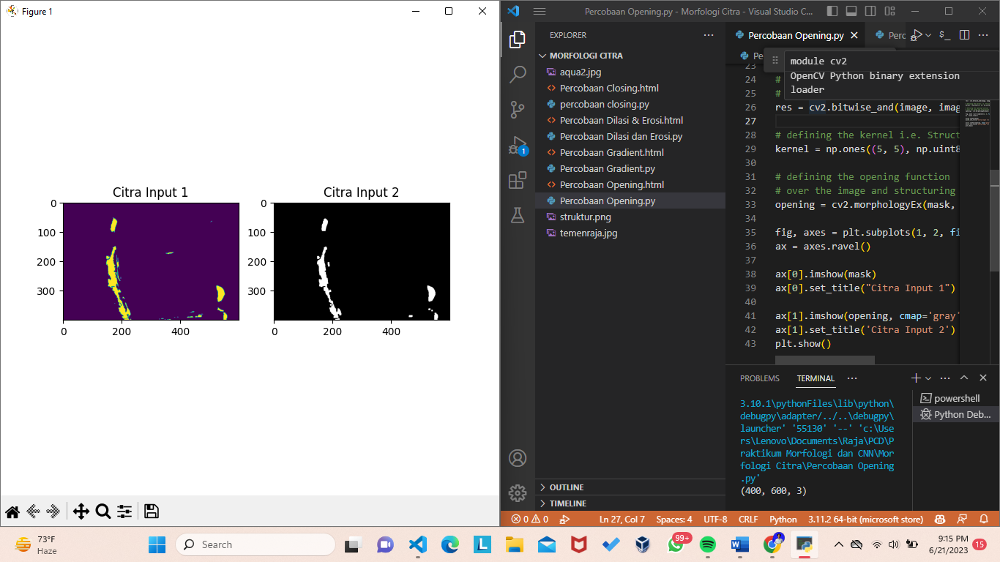 Figure 1
Citra Input 1
Citra Input 2
0
100
200
300
0
200
400
0
100
200
300
0
200
400
Percobaan Opening.py - Morfologi Citra - Visual Studio C...
EXPLORER
MORFOLOGI CITRA
aqua2.jpg
Percobaan Closing.html
percobaan closing.py
Percobaan Dilasi & Erosi.html
Percobaan Dilasi dan Erosi.py
Percobaan Gradient.html
Percobaan Gradient.py
Percobaan Opening.html
Percobaan Opening.py
struktur.png
temenraja.jpg
OUTLINE
TIMELINE
1
Percobaan Opening.py
Perc
Pe
module cv2
OpenCV Python binary extension
loader
23
24 #
25 #
26 res = cv2.bitwise_and(image, imag
27
28 # defining the kernel i.e. Struct
29 kernel = np.ones((5, 5), np.uint8
30
31 # defining the opening function
32 # over the image and structuring
33 opening = cv2.morphologyEx(mask,
34
35 fig, axes = plt.subplots(1, 2, fi
36 ax = axes.ravel()
37
38 ax[0].imshow(mask)
39 ax[0].set_title("Citra Input 1")
40
41 ax[1].imshow(opening, cmap='gray'
42 ax[1].set_title('Citra Input 2')
43 plt.show()
PROBLEMS TERMINAL ...
3.10.1\pythonFiles\lib\python\
debugpy\adapter/../..\debugpy\
launcher' '55130' '--' 'c:\Use
rs\Lenovo\Documents\Raja\PCD\P
raktikum Morfologi dan CNN\Mor
fologi Citra\Percobaan Opening
.py'
(400, 600, 3)
powershell
Python Deb...
0 0 Ln 27, Col 7 Spaces: 4 UTF-8 CRLF Python 3.11.2 64-bit (microsoft store)
73°F
Haze
Search
99+
9:15 PM
6/21/2023
15